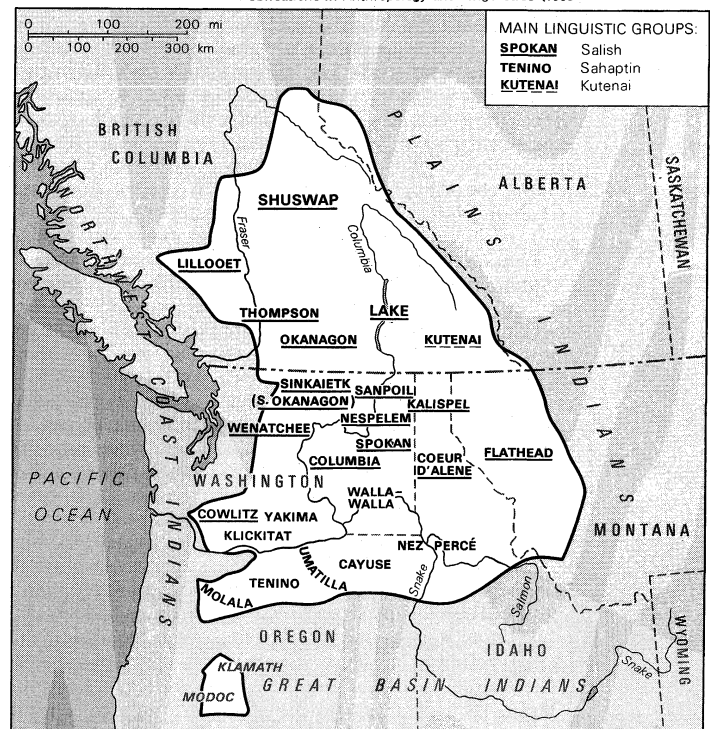 0 100 200 mi
0 100 200 300 km
MAIN LINGUISTIC GROUPS:
SPOKAN Salish
TENINO Sahaptin
KUTENAI Kutenai
BRITISH
COLUMBIA
PLAINS
ALBERTA
SASKATCHEWAN
NORTHWEST
SHUSWAP
Fraser
Columbia
LILLOOET
THOMPSON
LAKE
OKANAGON
KUTENAI
INDIANS
COAST
SINKAIETK
(S. OKANAGON)
SANPOIL
KALISPEL
NESPELEM
WENATCHEE
SPOKAN
COLUMBIA
COEUR
D'ALENE
FLATHEAD
PACIFIC
OCEAN
WASHINGTON
WALLA-
WALLA
COWLITZ YAKIMA
KLICKITAT
MONTANA
INDIANS
NEZ PERCÉ
UMATILLA
CAYUSE
TENINO
MOLALA
Snake
Salmon
OREGON
IDAHO
WYOMING
Snake
KLAMATH
MODOC
GREAT BASIN INDIANS